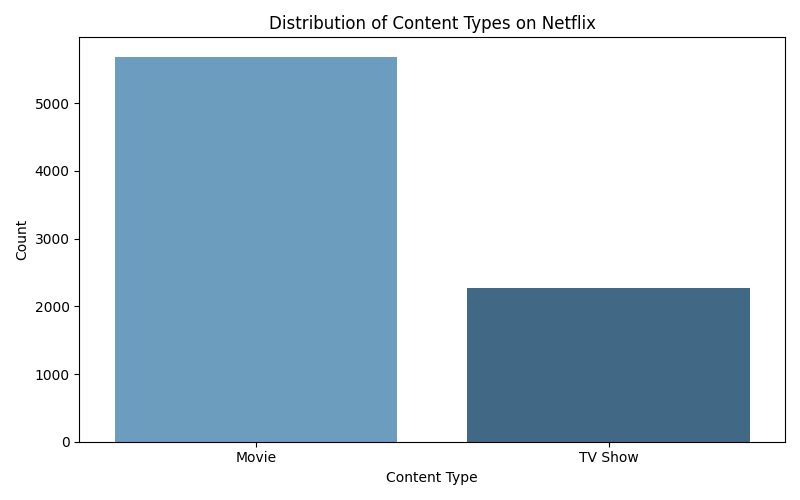 Distribution of Content Types on Netflix
Count
5000
4000
3000
2000
1000
0
Movie
TV Show
Content Type